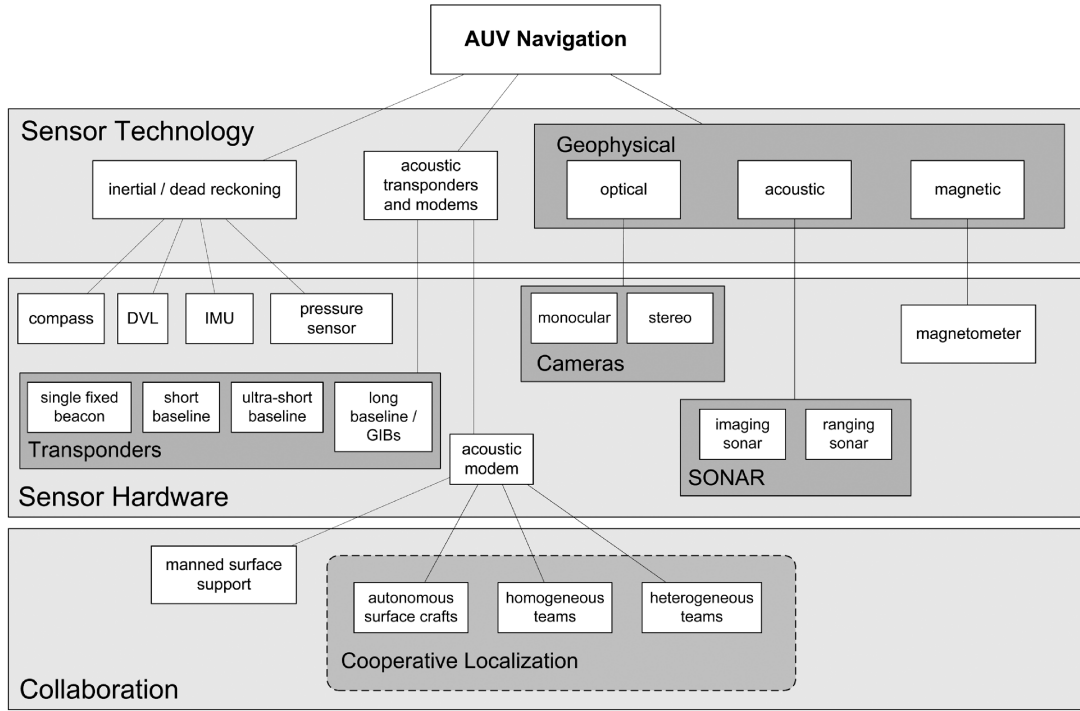 AUV Navigation
Sensor Technology
inertial / dead reckoning
acoustic
transponders
and modems
Geophysical
optical
acoustic
magnetic
compass
DVL
IMU
pressure
sensor
monocular
stereo
Cameras
magnetometer
single fixed
beacon
short
baseline
ultra-short
baseline
long
baseline /
GIBs
Transponders
acoustic
modem
imaging
sonar
ranging
sonar
SONAR
Sensor Hardware
manned surface
support
autonomous
surface crafts
homogeneous
teams
heterogeneous
teams
Cooperative Localization
Collaboration